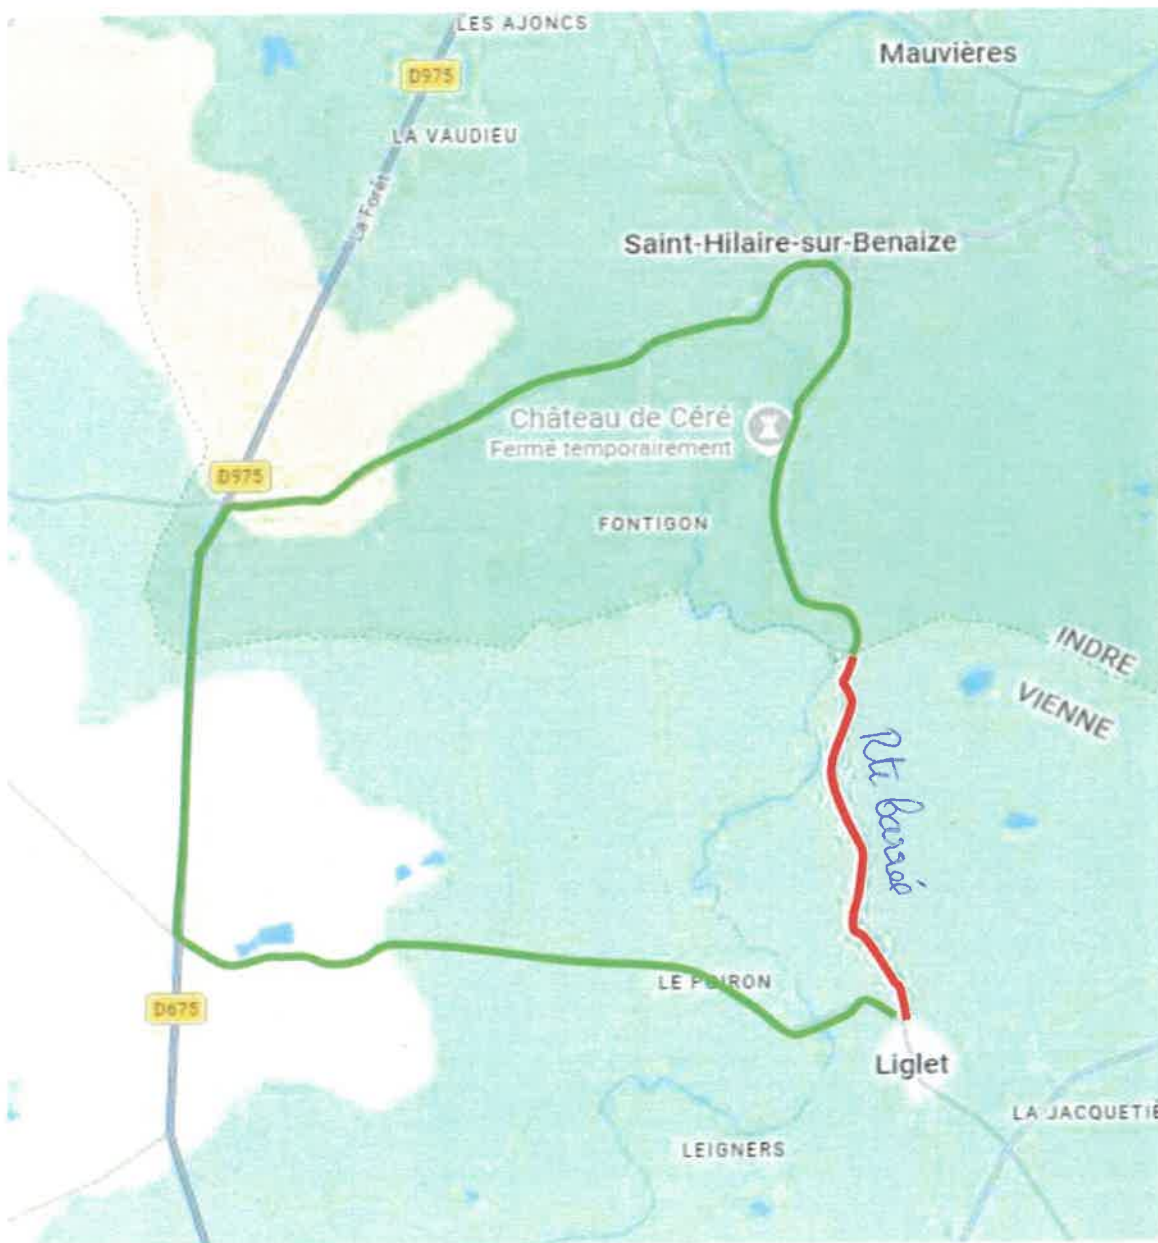 LES AJONCS
Mauvières
D975
LA VAUDIEU
La Forêt
Saint-Hilaire-sur-Benaize
Château de Céré
Fermé temporairement
D975
FONTIGON
INDRE
VIENNE
Rte barrée
LE POIRON
D675
Liglet
LA JACQUETIÈ
LEIGNERS